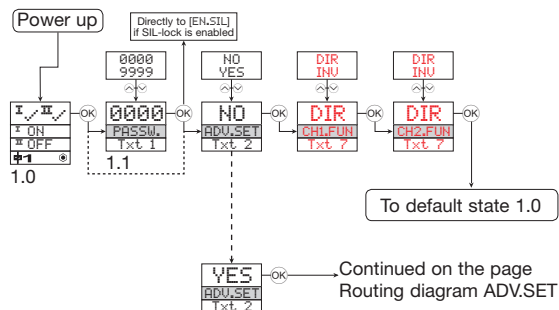 Power up
Directly to [EN.SIL]
if SIL-lock is enabled
0000
9999
NO
YES
DIR
INV
DIR
INV
I / II /
I ON
II OFF
1
1.0
OK
0000
PASSW.
Txt 1
1.1
OK
NO
ADV.SET
Txt 2
OK
DIR
CH1.FUN
Txt 7
OK
DIR
CH2.FUN
Txt 7
OK
To default state 1.0
YES
ADV.SET
Txt 2
OK
Continued on the page
Routing diagram ADV.SET